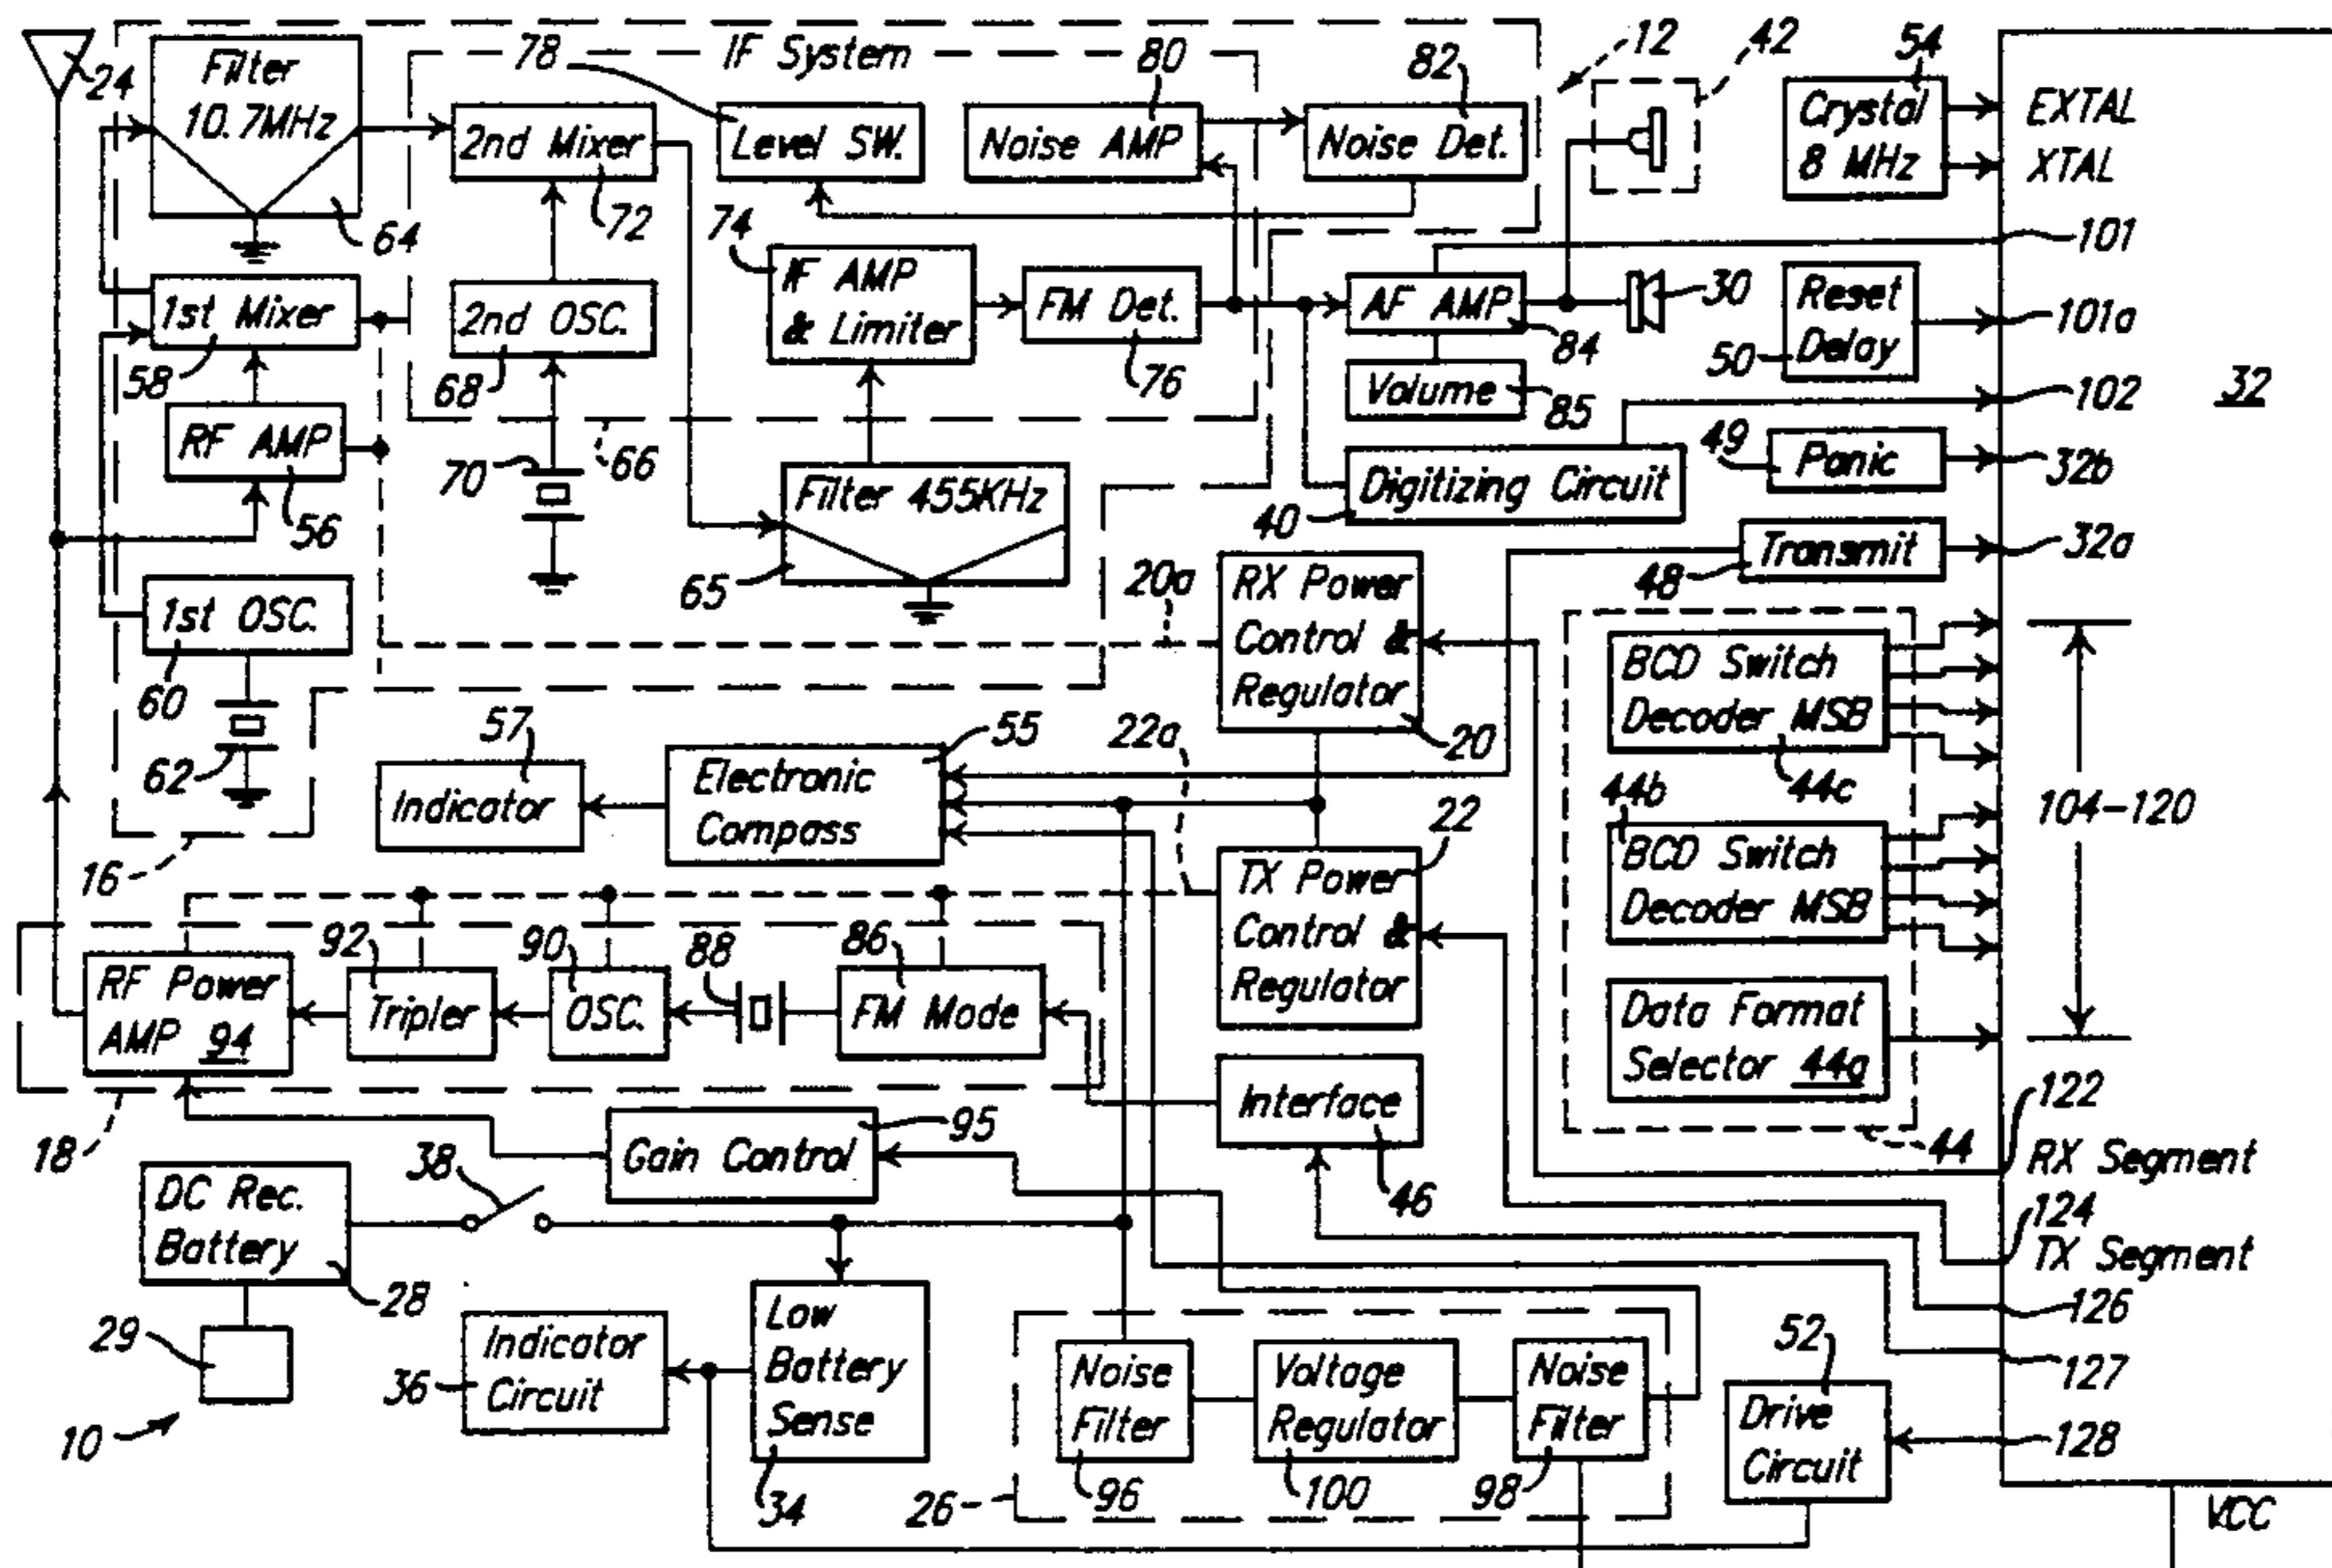 24
Filter
10.7MHz
64
78
IF System
80
82
12
42
54
2nd Mixer
72
Level SW.
Noise AMP
Noise Det.
Crystal
8 MHz
EXTAL
XTAL
101
1st Mixer
58
2nd OSC.
68
74
IF AMP
& Limiter
FM Det.
76
AF AMP
84
30
Reset
Delay
50
101a
Volume
85
102
32
RF AMP
56
70
66
Filter 455KHz
65
Digitizing Circuit
40
49
Panic
32b
Transmit
48
32a
1st OSC.
60
62
20a
RX Power
Control &
Regulator
20
BCD Switch
Decoder MSB
44c
104-120
57
Indicator
Electronic
Compass
55
22a
TX Power
Control &
Regulator
22
44b
BCD Switch
Decoder MSB
16
RF Power
AMP 94
92
Tripler
90
OSC.
88
86
FM Mode
Data Format
Selector 44a
18
Interface
46
44
122
RX Segment
Gain Control
95
124
TX Segment
DC Rec.
Battery
28
38
126
127
29
10
Indicator
Circuit
36
Low
Battery
Sense
34
Noise
Filter
96
Voltage
Regulator
100
Noise
Filter
98
26
52
Drive
Circuit
128
VCC